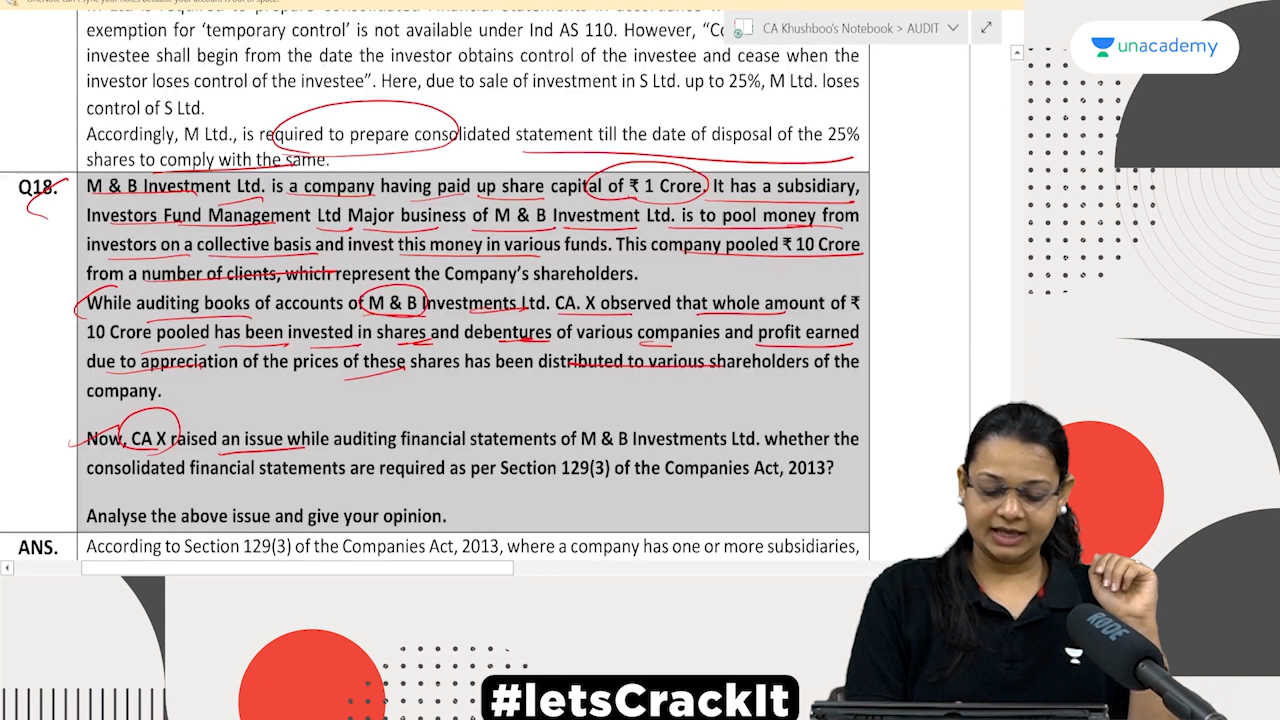 CA Khushboo's Notebook > AUDIT
unacademy
exemption for 'temporary control' is not available under Ind AS 110. However, "Co
investee shall begin from the date the investor obtains control of the investee and cease when the
investor loses control of the investee". Here, due to sale of investment in S Ltd. up to 25%, M Ltd. loses
control of S Ltd.
Accordingly, M Ltd., is required to prepare consolidated statement till the date of disposal of the 25%
shares to comply with the same.
Q18. M & B Investment Ltd. is a company having paid up share capital of ₹ 1 Crore. It has a subsidiary,
Investors Fund Management Ltd Major business of M & B Investment Ltd. is to pool money from
investors on a collective basis and invest this money in various funds. This company pooled ₹ 10 Crore
from a number of clients, which represent the Company's shareholders.
While auditing books of accounts of M & B Investments Ltd. CA. X observed that whole amount of ₹
10 Crore pooled has been invested in shares and debentures of various companies and profit earned
due to appreciation of the prices of these shares has been distributed to various shareholders of the
company.
Now, CA X raised an issue while auditing financial statements of M & B Investments Ltd. whether the
consolidated financial statements are required as per Section 129(3) of the Companies Act, 2013?
Analyse the above issue and give your opinion.
ANS. According to Section 129(3) of the Companies Act, 2013, where a company has one or more subsidiaries,
RODE
#letsCrackIt